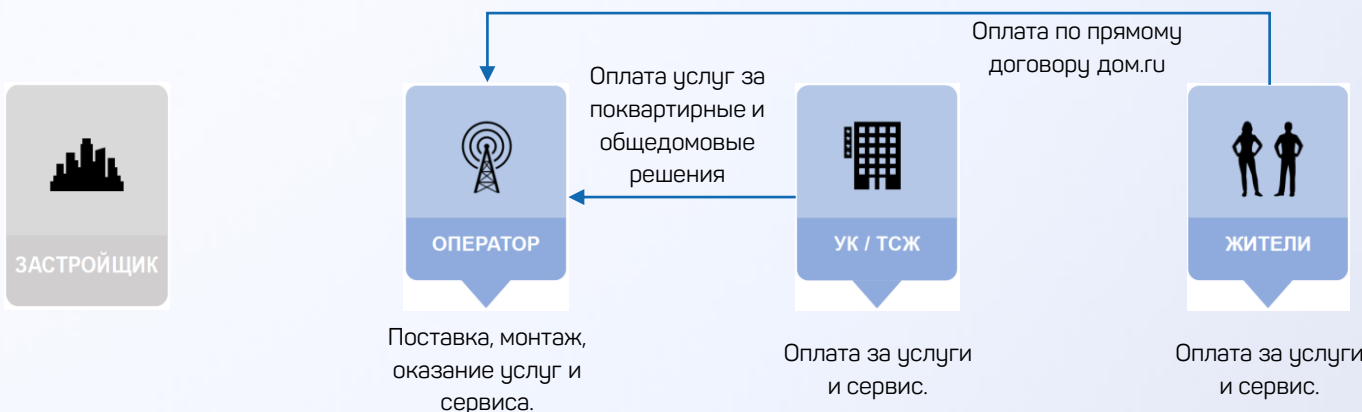 Оплата по прямому
договору дом.ru
Оплата услуг за
поквартирные и
общедомовые
решения
ЗАСТРОЙЩИК
ОПЕРАТОР
УК / ТСЖ
ЖИТЕЛИ
Поставка, монтаж,
оказание услуг и
сервиса.
Оплата за услуги
и сервис.
Оплата за услуги
и сервис.